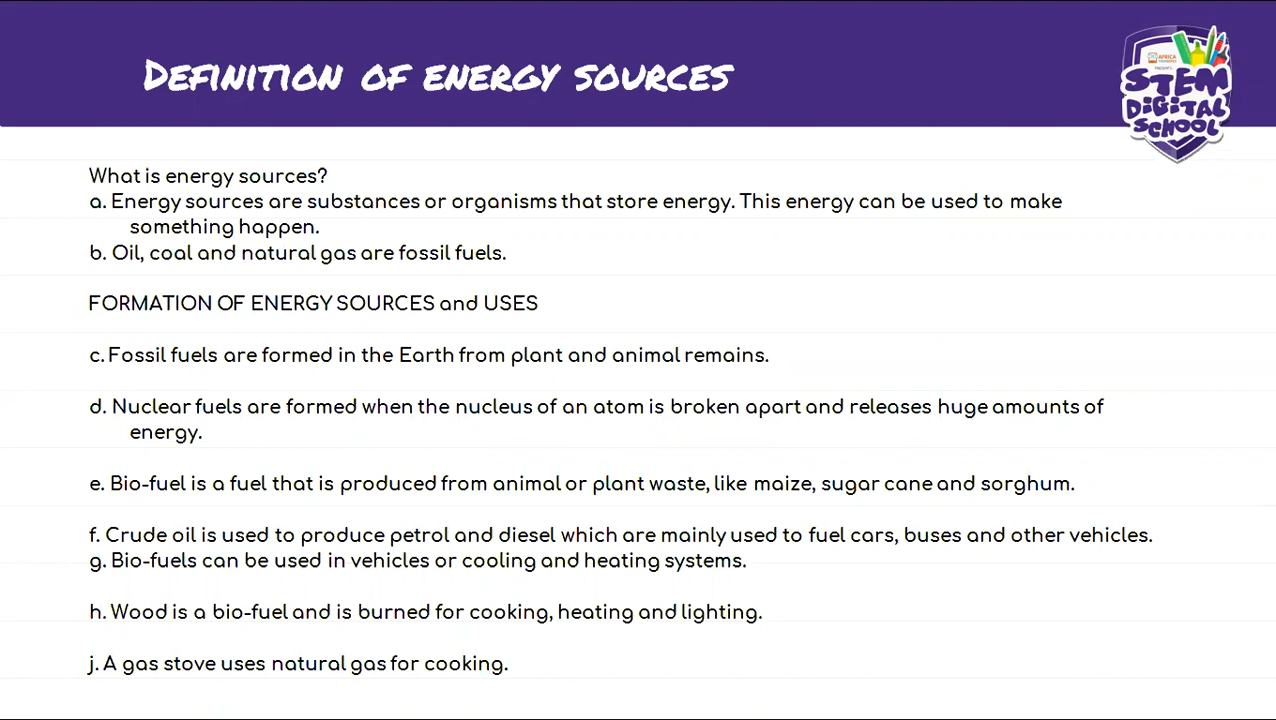 DEFINITION OF ENERGY SOURCES
AFRICA
STEM
DIGITAL
SCHOOL
What is energy sources?
a. Energy sources are substances or organisms that store energy. This energy can be used to make
something happen.
b. Oil, coal and natural gas are fossil fuels.
FORMATION OF ENERGY SOURCES and USES
c. Fossil fuels are formed in the Earth from plant and animal remains.
d. Nuclear fuels are formed when the nucleus of an atom is broken apart and releases huge amounts of
energy.
e. Bio-fuel is a fuel that is produced from animal or plant waste, like maize, sugar cane and sorghum.
f. Crude oil is used to produce petrol and diesel which are mainly used to fuel cars, buses and other vehicles.
g. Bio-fuels can be used in vehicles or cooling and heating systems.
h. Wood is a bio-fuel and is burned for cooking, heating and lighting.
j. A gas stove uses natural gas for cooking.